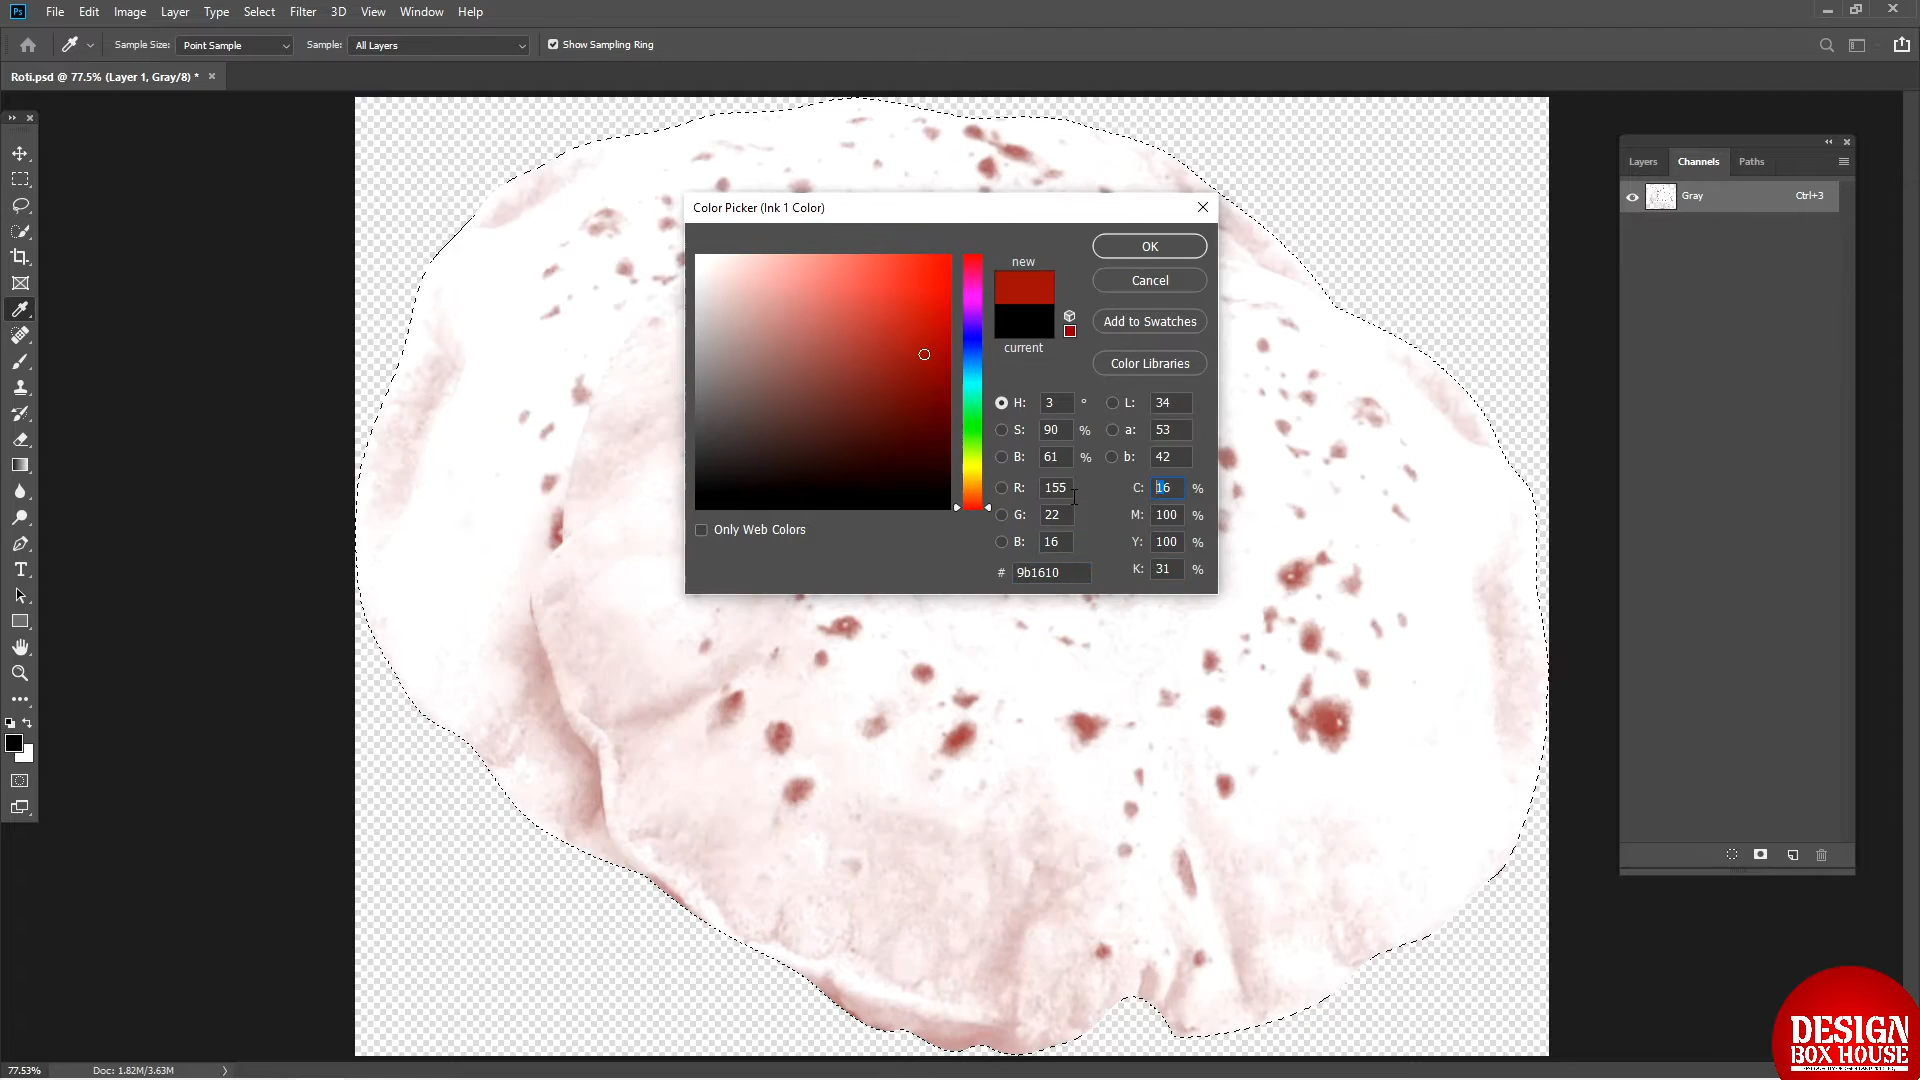 Ps File Edit Image Layer Type Select Filter 3D View Window Help
Sample Size: Point Sample Sample: All Layers Show Sampling Ring
Roti.psd @ 77.5% (Layer 1, Gray/8) *
Layers Channels Paths
Gray Ctrl+3
Color Picker (Ink 1 Color)
new
current
OK
Cancel
Add to Swatches
Color Libraries
H: 3 ° L: 34
S: 90 % a: 53
B: 61 % b: 42
R: 155 C: 16 %
G: 22 M: 100 %
B: 16 Y: 100 %
# 9b1610 K: 31 %
Only Web Colors
77.53% Doc: 1.82M/3.63M
DESIGN
BOX HOUSE